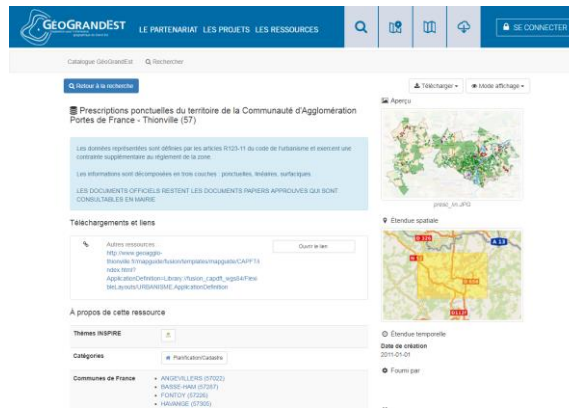 GÉOGRANDEST
LE PARTENARIAT LES PROJETS LES RESSOURCES
SE CONNECTER
Catalogue GéoGrandEst Rechercher
Retour à la recherche
Télécharger
Mode affichage
Prescriptions ponctuelles du territoire de la Communauté d'Agglomération
Portes de France - Thionville (57)
Les données représentées sont définies par les articles R123-11 du code de l'urbanisme et exercent une
contrainte supplémentaire au règlement de la zone.
Les informations sont décomposées en trois couches : ponctuelles, linéaires, surfaciques.
LES DOCUMENTS OFFICIELS RESTENT LES DOCUMENTS PAPIERS APPROUVES QUI SONT
CONSULTABLES EN MAIRIE
Téléchargements et liens
Autres ressources
Ouvrir le lien
À propos de cette ressource
Thèmes INSPIRE
Catégories
Planification/Cadastre
Communes de France
ANGEVILLERS (57022)
BASSE-HAM (57287)
FONTOY (57226)
HAVANGE (57305)
Aperçu
Étendue spatiale
A 13
Étendue temporelle
Date de création
2011-01-01
Fourni par